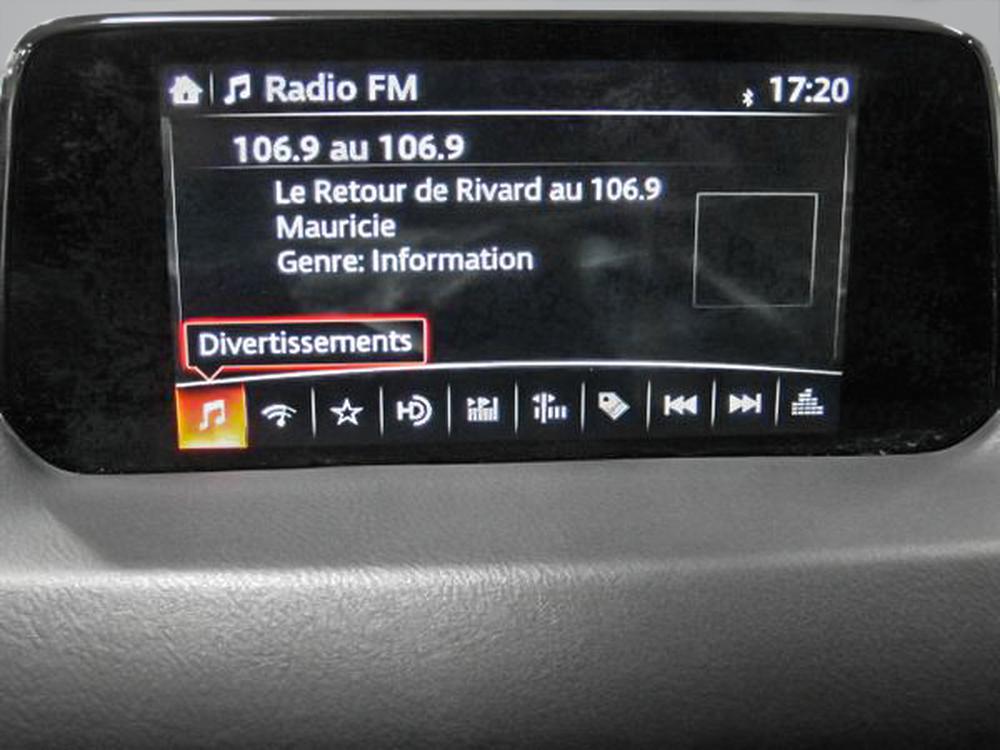 Radio FM 17:20
106.9 au 106.9
Le Retour de Rivard au 106.9
Mauricie
Genre: Information
Divertissements
HD